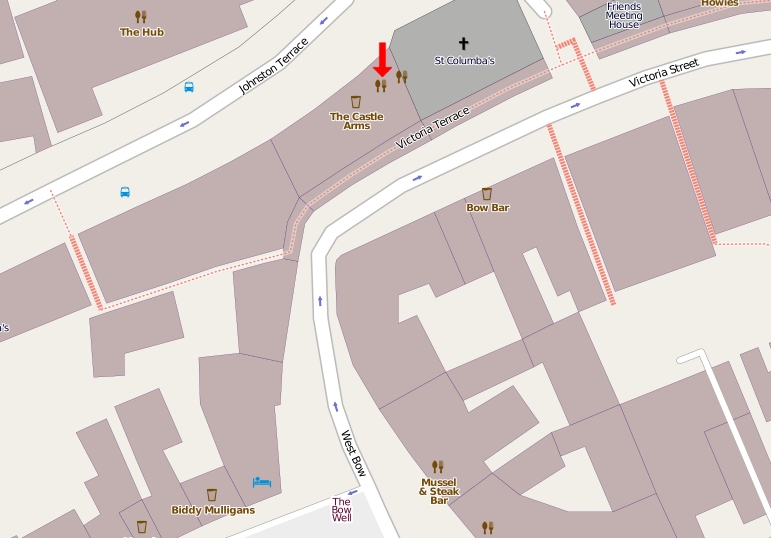 The Hub
Johnston Terrace
Friends
Meeting
House
Howies
St Columba's
Victoria Street
The Castle
Arms
Victoria Terrace
Bow Bar
's
West Bow
Mussel
& Steak
Bar
Biddy Mulligans
The
Bow
Well